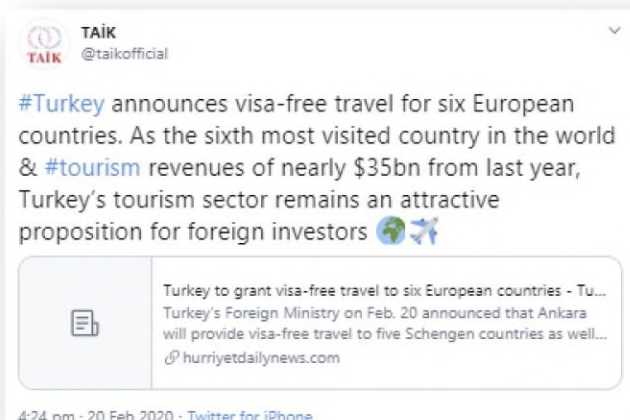 TAİK
@taikofficial
TAİK
#Turkey announces visa-free travel for six European
countries. As the sixth most visited country in the world
& #tourism revenues of nearly $35bn from last year,
Turkey's tourism sector remains an attractive
proposition for foreign investors 🌍✈️
Turkey to grant visa-free travel to six European countries - Tu...
Turkey's Foreign Ministry on Feb. 20 announced that Ankara
will provide visa-free travel to five Schengen countries as well...
hurriyetdailynews.com
4:24 pm · 20 Feb 2020 · Twitter for iPhone